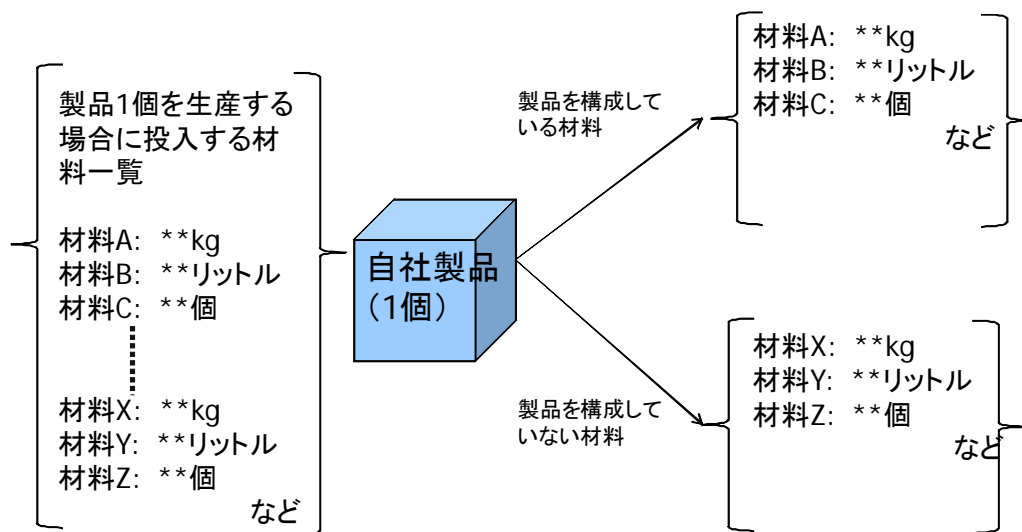 製品1個を生産する
場合に投入する材
料一覧
材料A: **kg
材料B: **リットル
材料C: **個
材料X: **kg
材料Y: **リットル
材料Z: **個
など
自社製品
(1個)
製品を構成して
いる材料
材料A: **kg
材料B: **リットル
材料C: **個
など
製品を構成して
いない材料
材料X: **kg
材料Y: **リットル
材料Z: **個
など